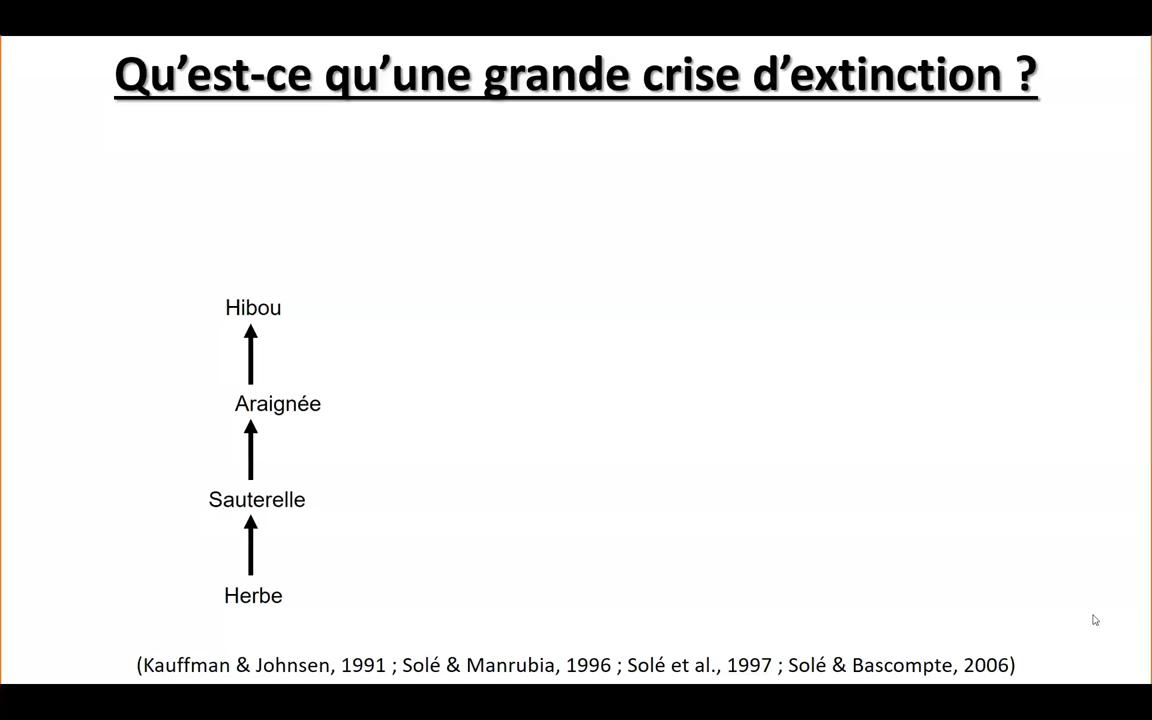 Qu’est-ce qu’une grande crise d’extinction ?
Hibou
Araignée
Sauterelle
Herbe
(Kauffman & Johnsen, 1991 ; Solé & Manrubia, 1996 ; Solé et al., 1997 ; Solé & Bascompte, 2006)